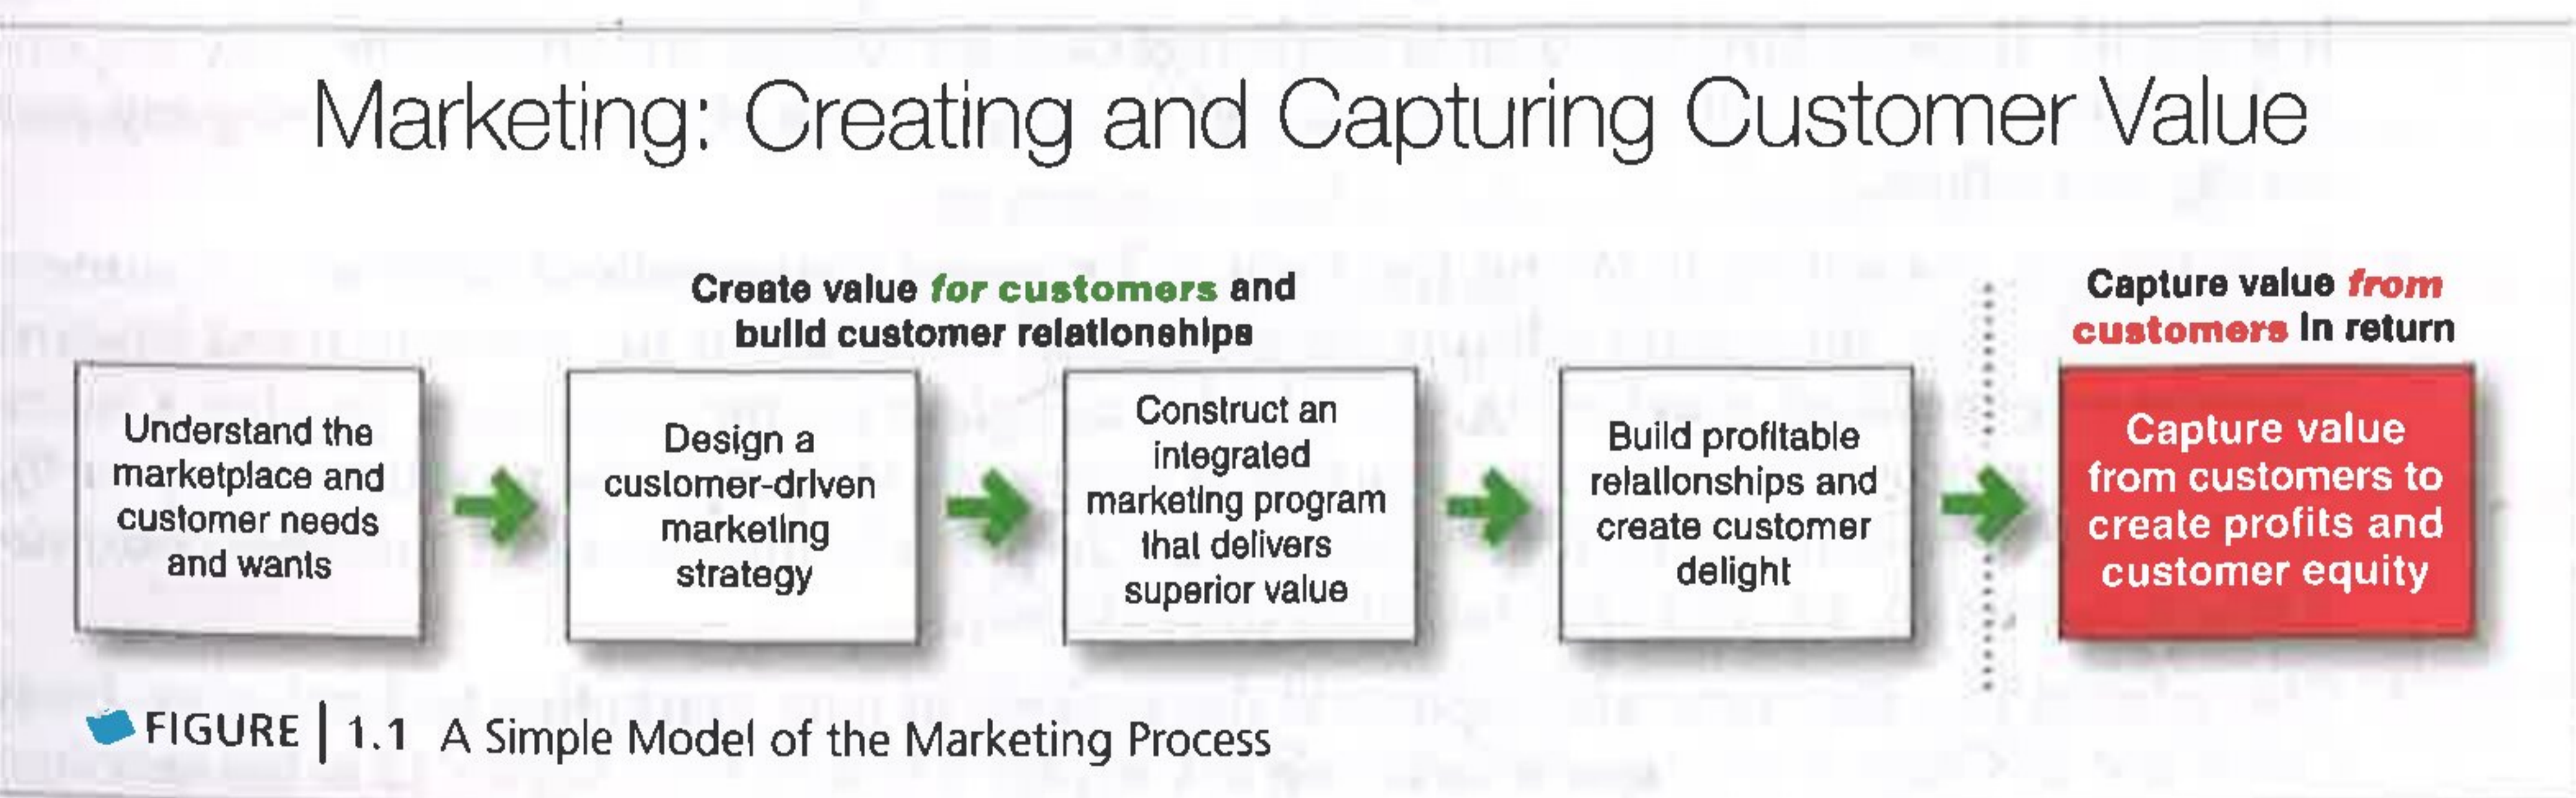 Marketing: Creating and Capturing Customer Value
Create value for customers and
build customer relationships
Capture value from
customers in return
Understand the
marketplace and
customer needs
and wants
Design a
customer-driven
marketing
strategy
Construct an
integrated
marketing program
that delivers
superior value
Build profitable
relationships and
create customer
delight
Capture value
from customers to
create profits and
customer equity
FIGURE | 1.1 A Simple Model of the Marketing Process